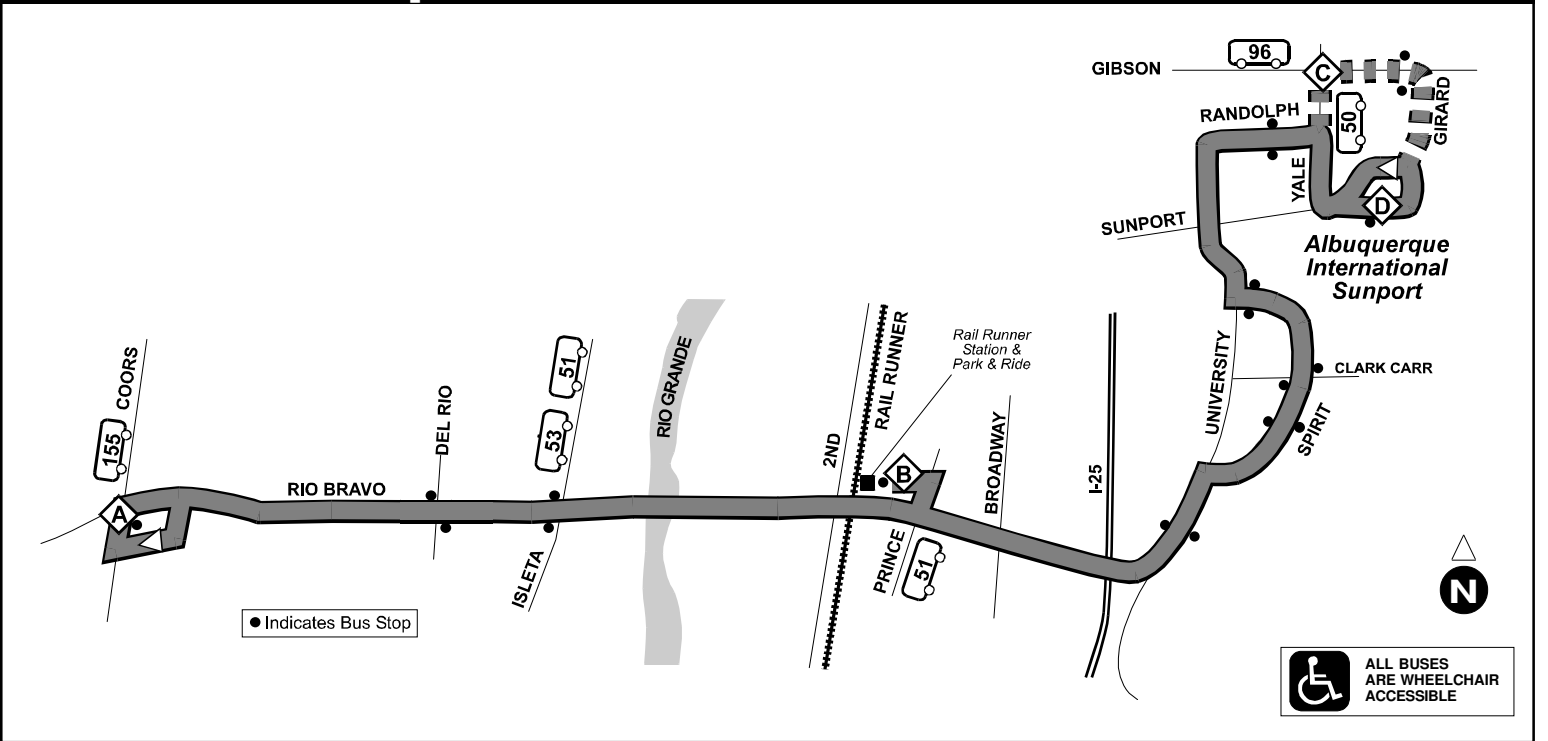 96
GIBSON
C
RANDOLPH
50
GIRARD
YALE
D
SUNPORT
Albuquerque
International
Sunport
COORS
155
DEL RIO
51
53
RIO GRANDE
2ND
RAIL RUNNER
Rail Runner
Station &
Park & Ride
BROADWAY
I-25
UNIVERSITY
CLARK CARR
SPIRIT
A
RIO BRAVO
B
ISLETA
PRINCE
51
N
Indicates Bus Stop
ALL BUSES
ARE WHEELCHAIR
ACCESSIBLE